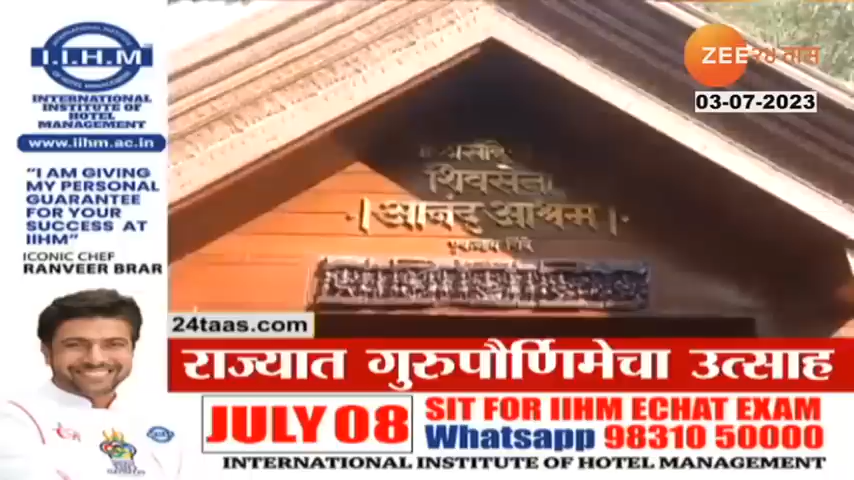 I.I.H.M
INTERNATIONAL
INSTITUTE OF
HOTEL
MANAGEMENT
www.iihm.ac.in
"I AM GIVING
MY PERSONAL
GUARANTEE
FOR YOUR
SUCCESS AT
IIHM"
ICONIC CHEF
RANVEER BRAR
ZEE २४ तास
03-07-2023
शिवसेना
आनंद आश्रम
24taas.com
राज्यात गुरुपौर्णिमेचा उत्साह
JULY 08
SIT FOR IIHM ECHAT EXAM
Whatsapp 98310 50000
INTERNATIONAL INSTITUTE OF HOTEL MANAGEMENT